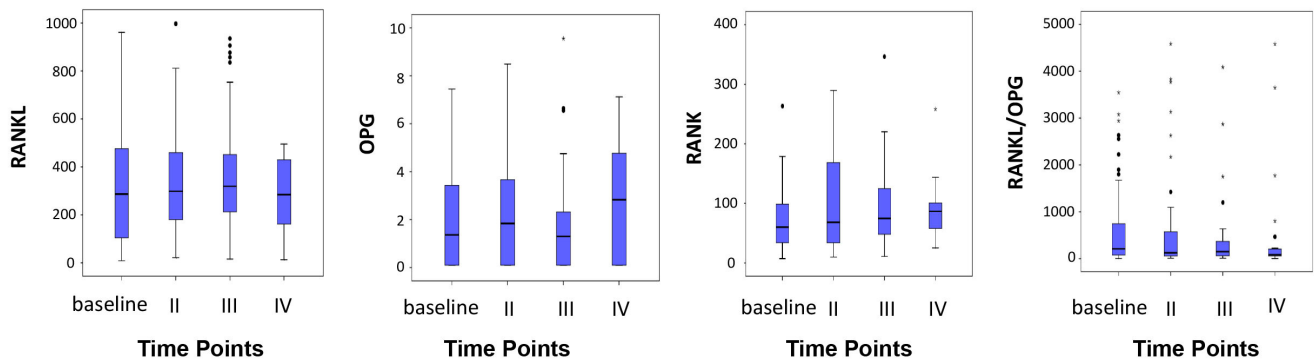 RANKL
1000
800
600
400
200
0
baseline II III IV
Time Points
OPG
10
8
6
4
2
0
baseline II III IV
Time Points
RANK
400
300
200
100
0
baseline II III IV
Time Points
RANKL/OPG
5000
4000
3000
2000
1000
0
baseline II III IV
Time Points